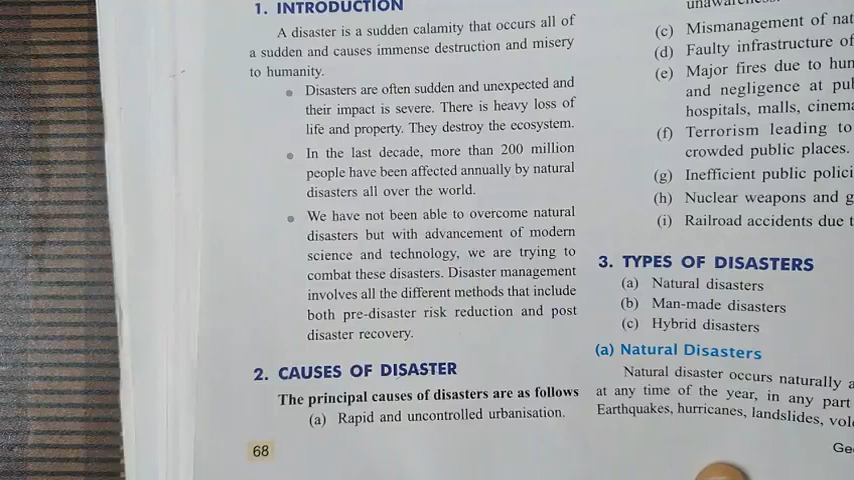 1. INTRODUCTION
A disaster is a sudden calamity that occurs all of
a sudden and causes immense destruction and misery
to humanity.
• Disasters are often sudden and unexpected and
their impact is severe. There is heavy loss of
life and property. They destroy the ecosystem.
• In the last decade, more than 200 million
people have been affected annually by natural
disasters all over the world.
• We have not been able to overcome natural
disasters but with advancement of modern
science and technology, we are trying to
combat these disasters. Disaster management
involves all the different methods that include
both pre-disaster risk reduction and post
disaster recovery.
2. CAUSES OF DISASTER
The principal causes of disasters are as follows
(a) Rapid and uncontrolled urbanisation.
68
(c) Mismanagement of nat
(d) Faulty infrastructure of
(e) Major fires due to hum
and negligence at pul
hospitals, malls, cinema
(f) Terrorism leading to
crowded public places.
(g) Inefficient public polici
(h) Nuclear weapons and g
(i) Railroad accidents due t
3. TYPES OF DISASTERS
(a) Natural disasters
(b) Man-made disasters
(c) Hybrid disasters
(a) Natural Disasters
Natural disaster occurs naturally a
at any time of the year, in any part
Earthquakes, hurricanes, landslides, volc
Ge